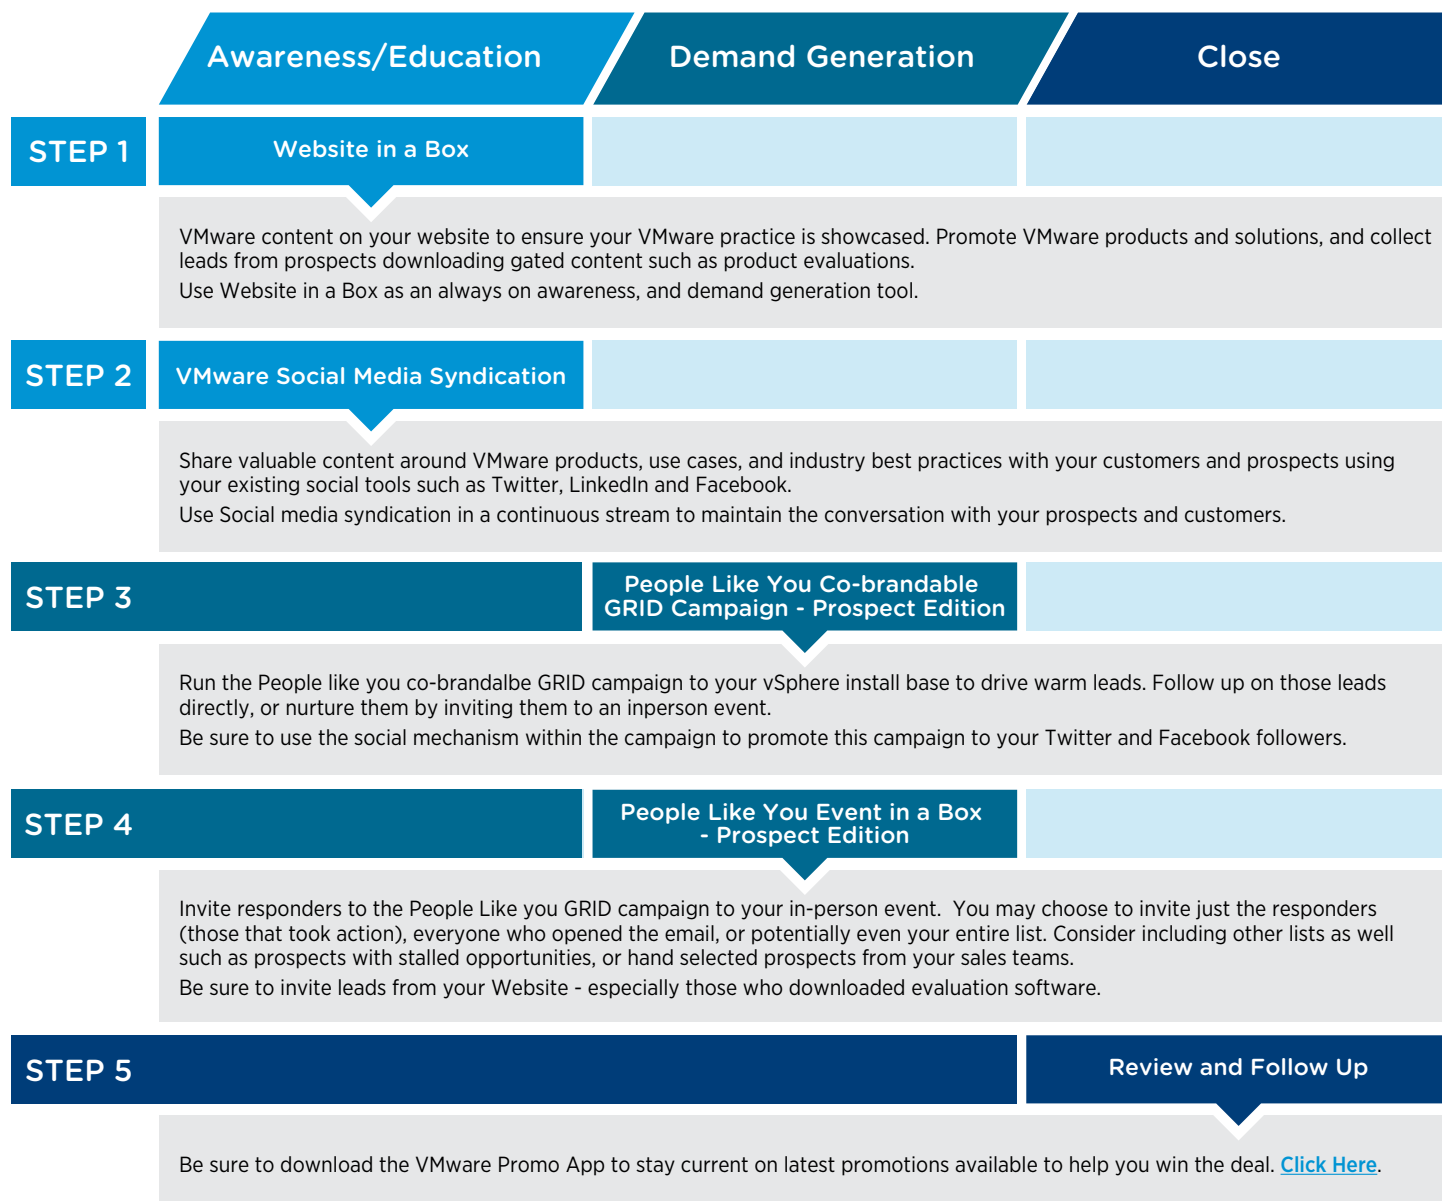 Awareness/Education
Demand Generation
Close
STEP 1
Website in a Box
VMware content on your website to ensure your VMware practice is showcased. Promote VMware products and solutions, and collect
leads from prospects downloading gated content such as product evaluations.
Use Website in a Box as an always on awareness, and demand generation tool.
STEP 2
VMware Social Media Syndication
Share valuable content around VMware products, use cases, and industry best practices with your customers and prospects using
your existing social tools such as Twitter, LinkedIn and Facebook.
Use Social media syndication in a continuous stream to maintain the conversation with your prospects and customers.
STEP 3
People Like You Co-brandable
GRID Campaign - Prospect Edition
Run the People like you co-brandalbe GRID campaign to your vSphere install base to drive warm leads. Follow up on those leads
directly, or nurture them by inviting them to an inperson event.
Be sure to use the social mechanism within the campaign to promote this campaign to your Twitter and Facebook followers.
STEP 4
People Like You Event in a Box
- Prospect Edition
Invite responders to the People Like you GRID campaign to your in-person event.  You may choose to invite just the responders
(those that took action), everyone who opened the email, or potentially even your entire list. Consider including other lists as well
such as prospects with stalled opportunities, or hand selected prospects from your sales teams.
Be sure to invite leads from your Website - especially those who downloaded evaluation software.
STEP 5
Review and Follow Up
Be sure to download the VMware Promo App to stay current on latest promotions available to help you win the deal. Click Here.